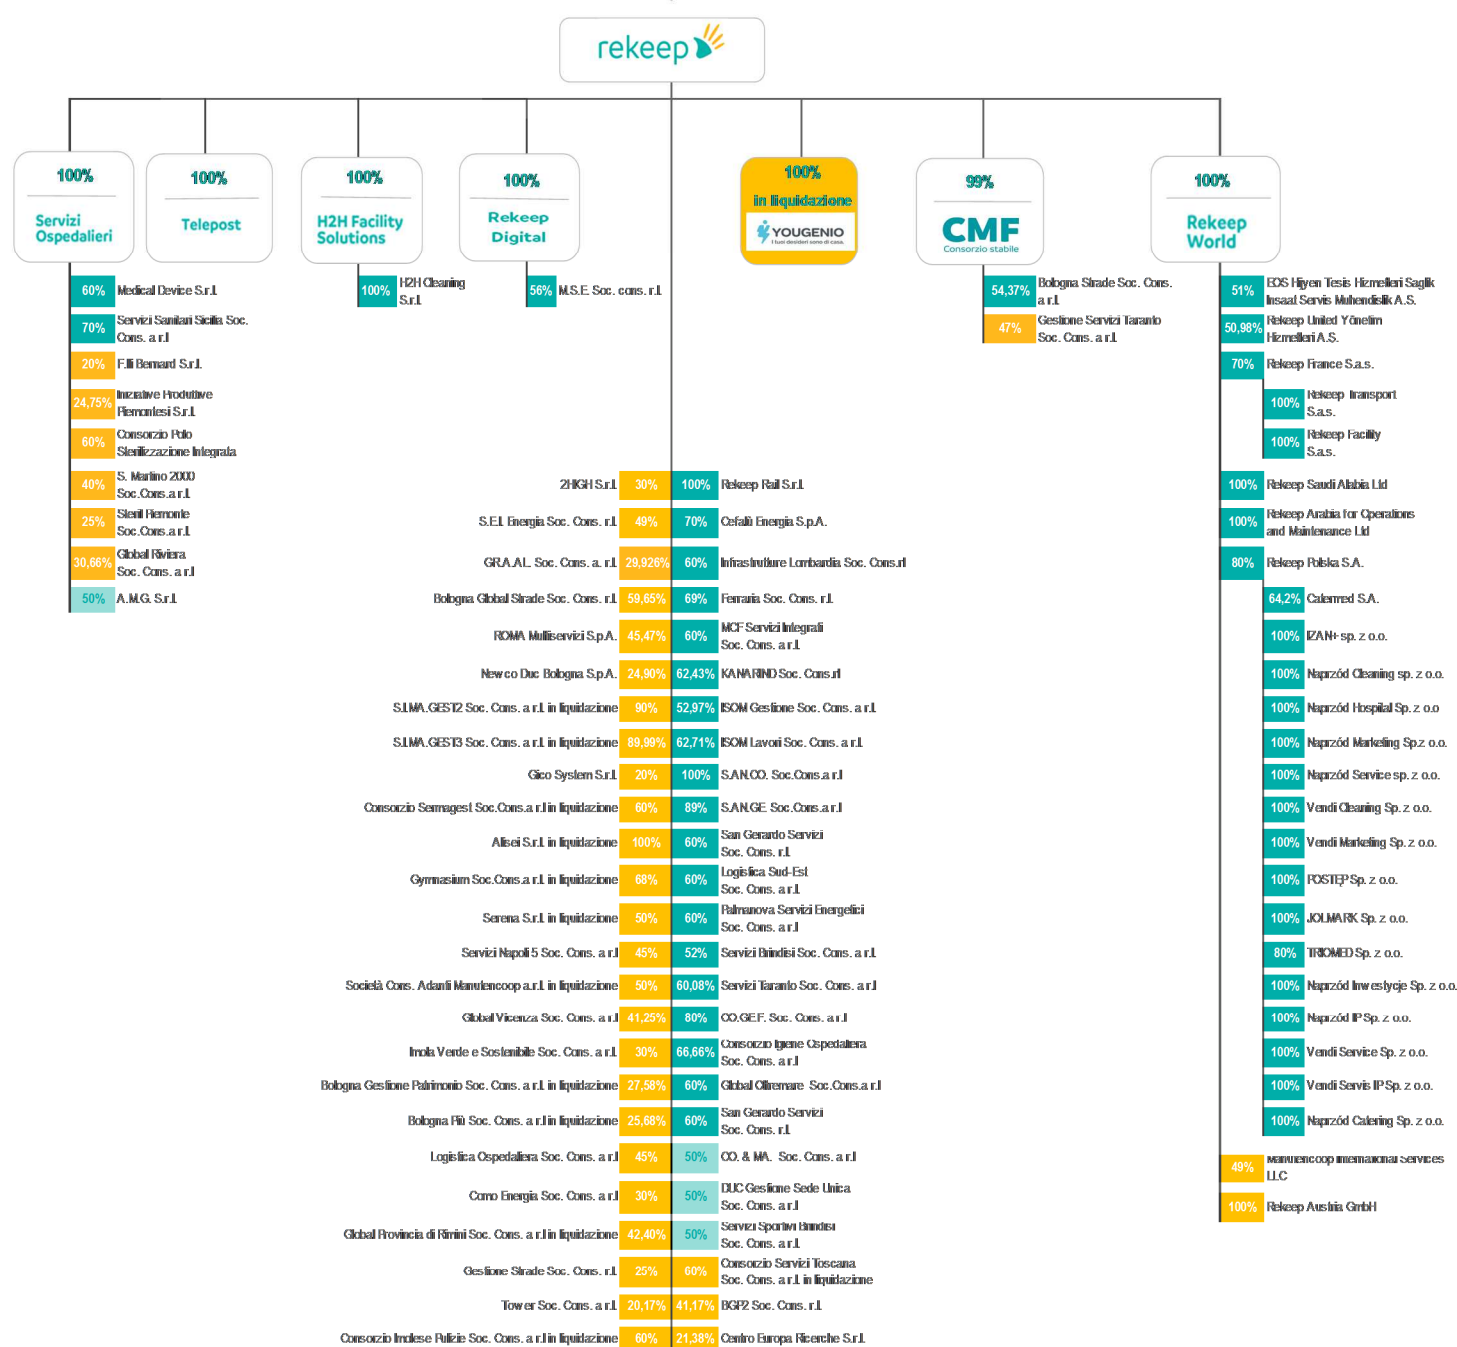 rekeep
100%
Servizi
Ospedalieri
100%
Telepost
100%
H2H Facility
Solutions
100%
Rekeep
Digital
100%
in liquidazione
YOUGENIO
I tuoi desideri sono di casa.
99%
CMF
Consorzio stabile
100%
Rekeep
World
60% Medical Device S.r.l.
70% Servizi Sanitari Sicilia Soc.
Cons. a r.l
20% F.lli Bernard S.r.l.
24,75% Iniziative Produttive
Piemontesi S.r.l.
60% Consorzio Polo
Sterilizzazione Integrata
40% S. Martino 2000
Soc.Cons.a r.l.
25% Steril Piemonte
Soc.Cons.a r.l
30,66% Global Riviera
Soc. Cons. a r.l
50% A.M.G. S.r.l.
100% H2H Cleaning
S.r.l.
56% M.S.E. Soc. cons. r.l.
54,37% Bologna Strade Soc. Cons.
a r.l.
47% Gestione Servizi Taranto
Soc. Cons. a r.l.
51% EOS Hijyen Tesis Hizmetleri Saglik
Insaat Servis Muhendislik A.S.
50,98% Rekeep United Yönetim
Hizmetleri A.Ş.
70% Rekeep France S.a.s.
100% Rekeep Transport
S.a.s.
100% Rekeep Facility
S.a.s.
100% Rekeep Saudi Alabia Ltd
100% Rekeep Arabia for Operations
and Maintenance Ltd
80% Rekeep Polska S.A.
64,2% Catermed S.A.
100% IZAN+ sp. z o.o.
100% Naprzód Cleaning sp. z o.o.
100% Naprzód Hospital Sp. z o.o
100% Naprzód Marketing Sp.z o.o.
100% Naprzód Service sp. z o.o.
100% Vendi Cleaning Sp. z o.o.
100% Vendi Marketing Sp. z o.o.
100% POSTEP Sp. z o.o.
100% JOLMARK Sp. z o.o.
80% TRIOMED Sp. z o.o.
100% Naprzód Inwestycje Sp. z o.o.
100% Naprzód IP Sp. z o.o.
100% Vendi Service Sp. z o.o.
100% Vendi Servis IP Sp. z o.o.
100% Naprzód Catering Sp. z o.o.
49% Manutencoop International Services
LLC
100% Rekeep Austria GmbH
2HIGH S.r.l. 30% 100% Rekeep Rail S.r.l.
S.E.I. Energia Soc. Cons. r.l. 49% 70% Cefalù Energia S.p.A.
GR.A.AL. Soc. Cons. a. r.l. 29,926% 60% Infrastrutture Lombardia Soc. Cons.rl
Bologna Global Strade Soc. Cons. r.l. 59,65% 69% Ferraria Soc. Cons. r.l.
ROMA Multiservizi S.p.A. 45,47% 60% MCF Servizi Integrati
Soc. Cons. a r.l.
Newco Duc Bologna S.p.A. 24,90% 62,43% KANARIND Soc. Cons.rl
S.I.MA.GEST2 Soc. Cons. a r.l. in liquidazione 90% 52,97% ISOM Gestione Soc. Cons. a r.l.
S.I.MA.GEST3 Soc. Cons. a r.l. in liquidazione 89,99% 62,71% ISOM Lavori Soc. Cons. a r.l.
Gico System S.r.l. 20% 100% S.AN.CO. Soc.Cons.a r.l
Consorzio Sermagest Soc.Cons.a r.l in liquidazione 60% 89% S.AN.GE. Soc.Cons.a r.l
Alisei S.r.l. in liquidazione 100% 60% San Gerardo Servizi
Soc. Cons. r.l.
Gymnasium Soc.Cons.a r.l. in liquidazione 68% 60% Logistica Sud-Est
Soc. Cons. a r.l.
Serena S.r.l. in liquidazione 50% 60% Palmanova Servizi Energetici
Soc. Cons. a r.l
Servizi Napoli 5 Soc. Cons. a r.l 45% 52% Servizi Brindisi Soc. Cons. a r.l.
Società Cons. Adanti Manutencoop a.r.l. in liquidazione 50% 60,08% Servizi Taranto Soc. Cons. a r.l
Global Vicenza Soc. Cons. a r.l 41,25% 80% CO.GE.F. Soc. Cons. a r.l
Imola Verde e Sostenibile Soc. Cons. a r.l. 30% 66,66% Consorzio Igiene Ospedaliera
Soc. Cons. a r.l
Bologna Gestione Patrimonio Soc. Cons. a r.l. in liquidazione 27,58% 60% Global Oltremare Soc.Cons.a r.l
Bologna Più Soc. Cons. a r.l in liquidazione 25,68% 60% San Gerardo Servizi
Soc. Cons. r.l.
Logistica Ospedaliera Soc. Cons. a r.l 45% 50% CO. & MA. Soc. Cons. a r.l
Como Energia Soc. Cons. a r.l 30% 50% DUC Gestione Sede Unica
Soc. Cons. a r.l
Global Provincia di Rimini Soc. Cons. a r.l in liquidazione 42,40% 50% Servizi Sportivi Brindisi
Soc. Cons. a r.l.
Gestione Strade Soc. Cons. r.l. 25% 60% Consorzio Servizi Toscana
Soc. Cons. a r.l. in liquidazione
Tower Soc. Cons. a r.l. 20,17% 41,17% BGP2 Soc. Cons. r.l.
Consorzio Imolese Pulizie Soc. Cons. a r.l in liquidazione 60% 21,38% Centro Europa Ricerche S.r.l.